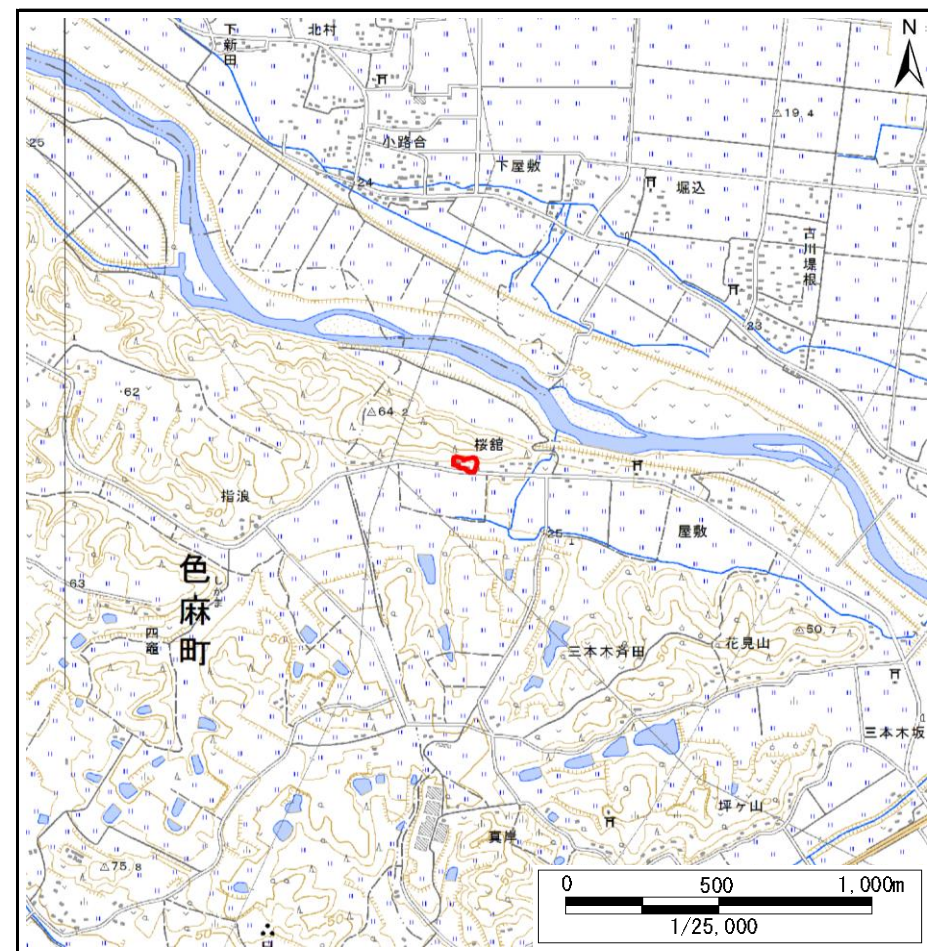 下新田
北村
N
19.4
25
小路合
下屋敷
24
堀込
古川堤根
23
20
62
64.2
桜舘
指浪
50
屋敷
25
色麻町
しかま
63
四竈
三本木斉田
花見山
50.7
三本木坂
坪ヶ山
真岸
75.8
50
50
0 500 1,000m
1/25,000